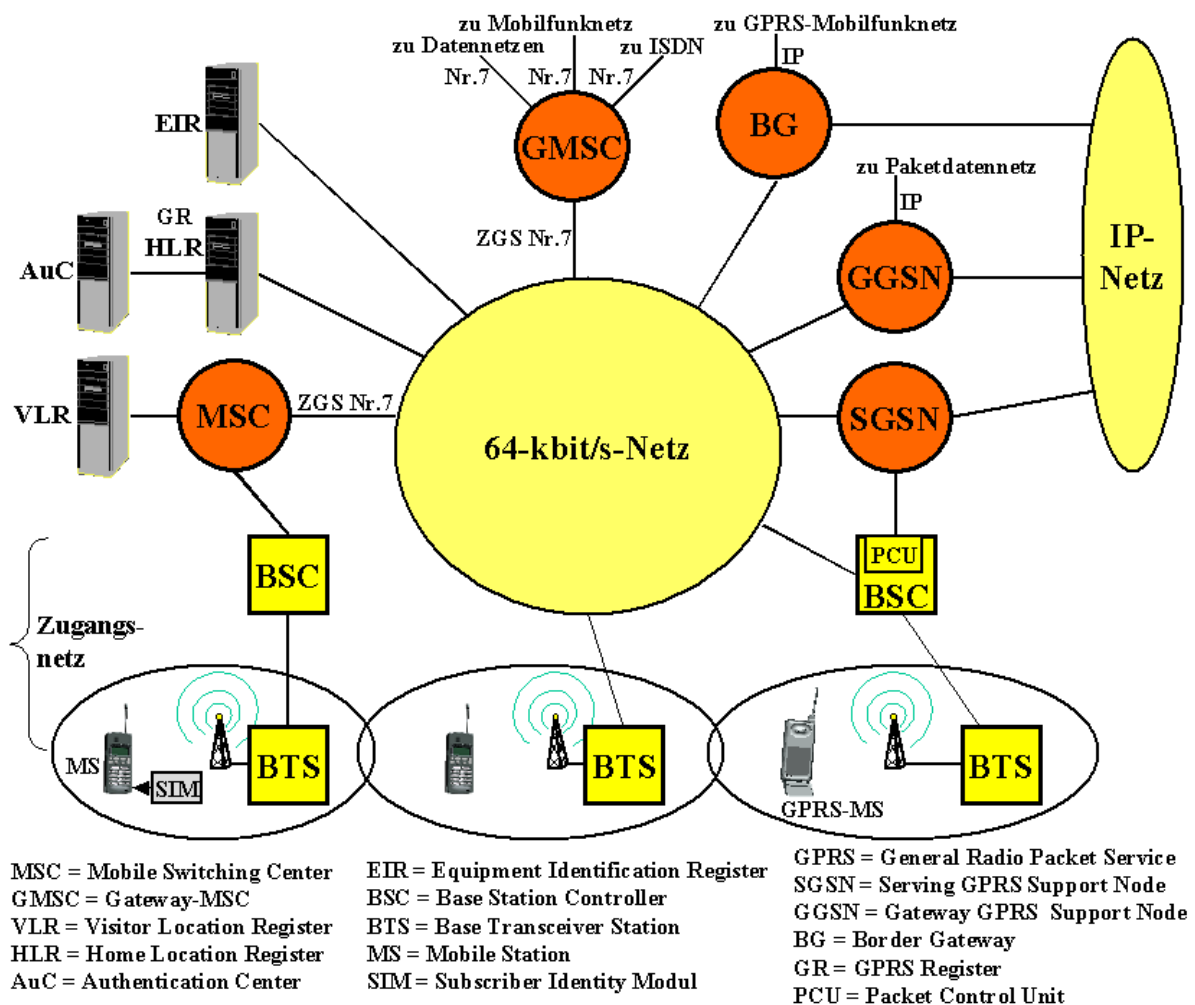 zu Mobilfunknetz
zu GPRS-Mobilfunknetz
zu Datennetzen
zu ISDN
Nr.7
Nr.7
Nr.7
IP
EIR
GMSC
BG
zu Paketdatennetz
IP
GR
HLR
AuC
ZGS Nr.7
GGSN
IP-
Netz
VLR
MSC
ZGS Nr.7
SGSN
64-kbit/s-Netz
BSC
PCU
BSC
Zugangs-
netz
MS
SIM
BTS
BTS
GPRS-MS
BTS
MSC = Mobile Switching Center
GMSC = Gateway-MSC
VLR = Visitor Location Register
HLR = Home Location Register
AuC = Authentication Center
EIR = Equipment Identification Register
BSC = Base Station Controller
BTS = Base Transceiver Station
MS = Mobile Station
SIM = Subscriber Identity Modul
GPRS = General Radio Packet Service
SGSN = Serving GPRS Support Node
GGSN = Gateway GPRS Support Node
BG = Border Gateway
GR = GPRS Register
PCU = Packet Control Unit